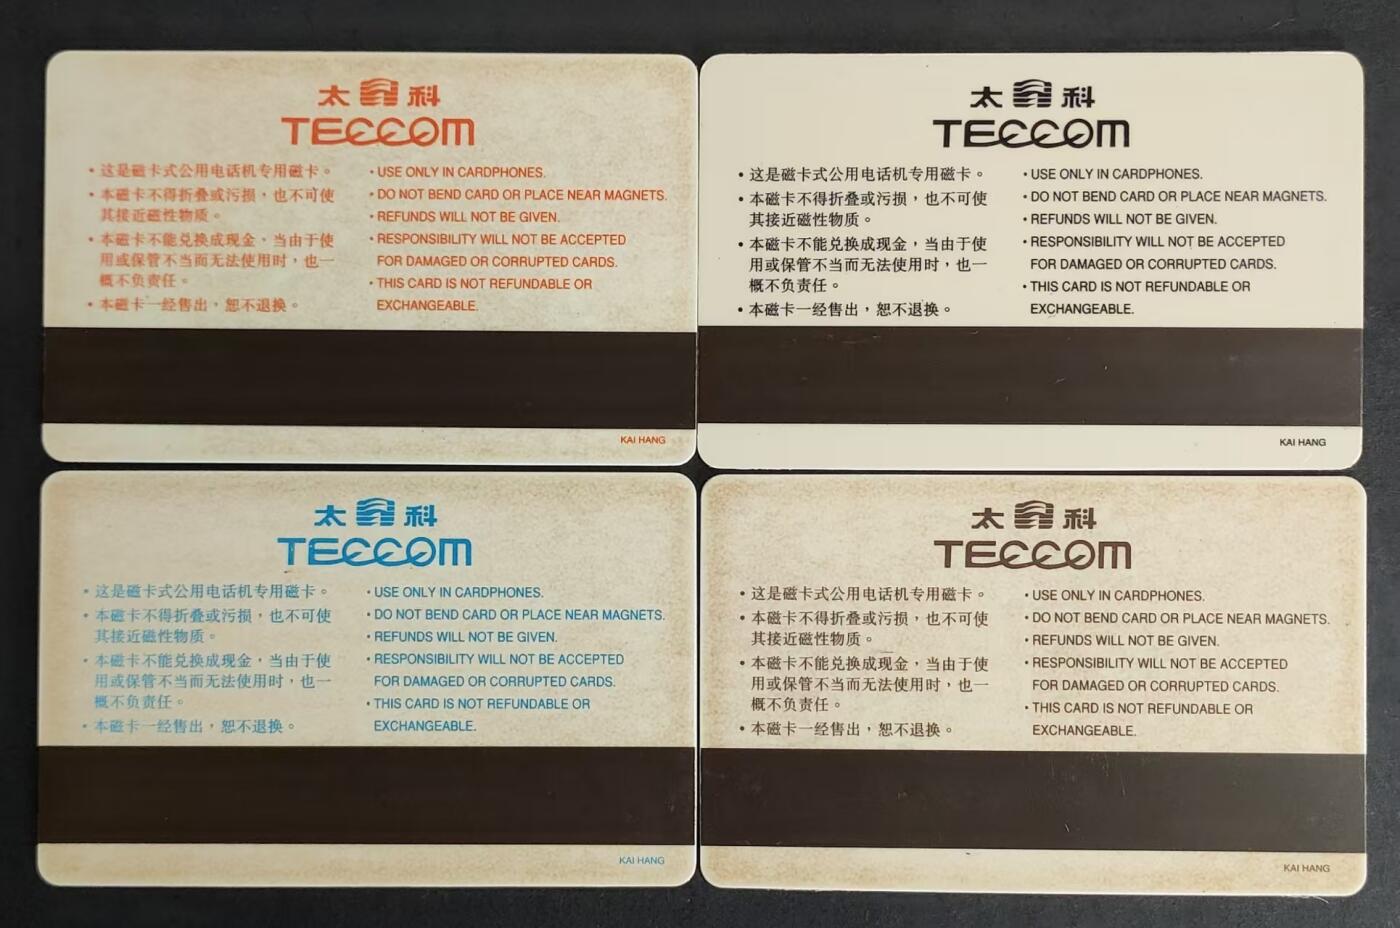 太 科
TECCOM
• 这是磁卡式公用电话机专用磁卡。
• 本磁卡不得折叠或污损，也不可使
其接近磁性物质。
• 本磁卡不能兑换成现金，当由于使
用或保管不当而无法使用时，也一
概不负责任。
• 本磁卡一经售出，恕不退换。
• USE ONLY IN CARDPHONES.
• DO NOT BEND CARD OR PLACE NEAR MAGNETS.
• REFUNDS WILL NOT BE GIVEN.
• RESPONSIBILITY WILL NOT BE ACCEPTED
FOR DAMAGED OR CORRUPTED CARDS.
• THIS CARD IS NOT REFUNDABLE OR
EXCHANGEABLE.
KAI HANG
太 科
TECCOM
• 这是磁卡式公用电话机专用磁卡。
• 本磁卡不得折叠或污损，也不可使
其接近磁性物质。
• 本磁卡不能兑换成现金，当由于使
用或保管不当而无法使用时，也一
概不负责任。
• 本磁卡一经售出，恕不退换。
• USE ONLY IN CARDPHONES.
• DO NOT BEND CARD OR PLACE NEAR MAGNETS.
• REFUNDS WILL NOT BE GIVEN.
• RESPONSIBILITY WILL NOT BE ACCEPTED
FOR DAMAGED OR CORRUPTED CARDS.
• THIS CARD IS NOT REFUNDABLE OR
EXCHANGEABLE.
KAI HANG
太 科
TECCOM
• 这是磁卡式公用电话机专用磁卡。
• 本磁卡不得折叠或污损，也不可使
其接近磁性物质。
• 本磁卡不能兑换成现金，当由于使
用或保管不当而无法使用时，也一
概不负责任。
• 本磁卡一经售出，恕不退换。
• USE ONLY IN CARDPHONES.
• DO NOT BEND CARD OR PLACE NEAR MAGNETS.
• REFUNDS WILL NOT BE GIVEN.
• RESPONSIBILITY WILL NOT BE ACCEPTED
FOR DAMAGED OR CORRUPTED CARDS.
• THIS CARD IS NOT REFUNDABLE OR
EXCHANGEABLE.
KAI HANG
太 科
TECCOM
• 这是磁卡式公用电话机专用磁卡。
• 本磁卡不得折叠或污损，也不可使
其接近磁性物质。
• 本磁卡不能兑换成现金，当由于使
用或保管不当而无法使用时，也一
概不负责任。
• 本磁卡一经售出，恕不退换。
• USE ONLY IN CARDPHONES.
• DO NOT BEND CARD OR PLACE NEAR MAGNETS.
• REFUNDS WILL NOT BE GIVEN.
• RESPONSIBILITY WILL NOT BE ACCEPTED
FOR DAMAGED OR CORRUPTED CARDS.
• THIS CARD IS NOT REFUNDABLE OR
EXCHANGEABLE.
KAI HANG